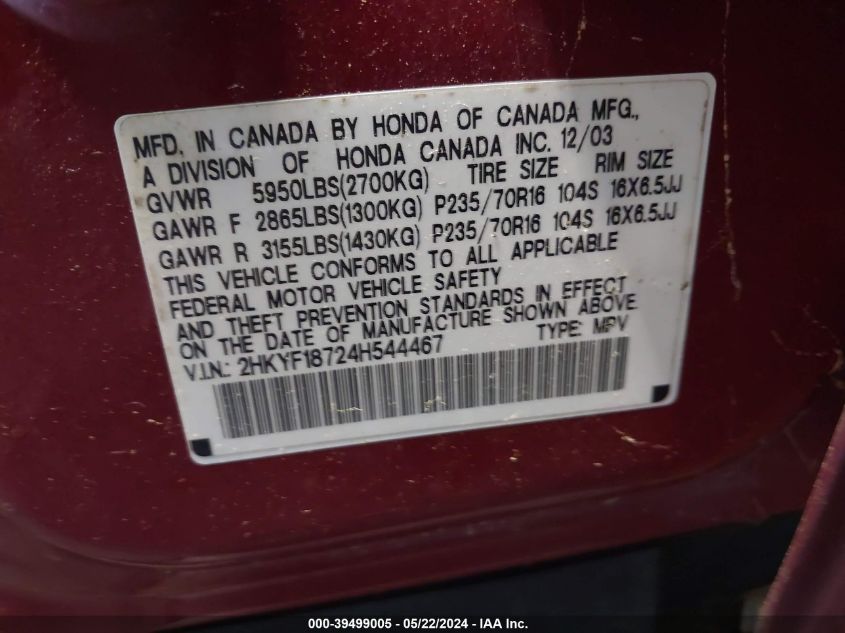 MFD. IN CANADA BY HONDA OF CANADA MFG.,
A DIVISION OF HONDA CANADA INC. 12/03
GVWR 5950LBS(2700KG) TIRE SIZE RIM SIZE
GAWR F 2865LBS(1300KG) P235/70R16 104S 16X6.5JJ
GAWR R 3155LBS(1430KG) P235/70R16 104S 16X6.5JJ
THIS VEHICLE CONFORMS TO ALL APPLICABLE
FEDERAL MOTOR VEHICLE SAFETY
AND THEFT PREVENTION STANDARDS IN EFFECT
ON THE DATE OF MANUFACTURE SHOWN ABOVE.
V.I.N.: 2HKYF18724H544467 TYPE: MPV
000-39499005 - 05/22/2024 - IAA Inc.